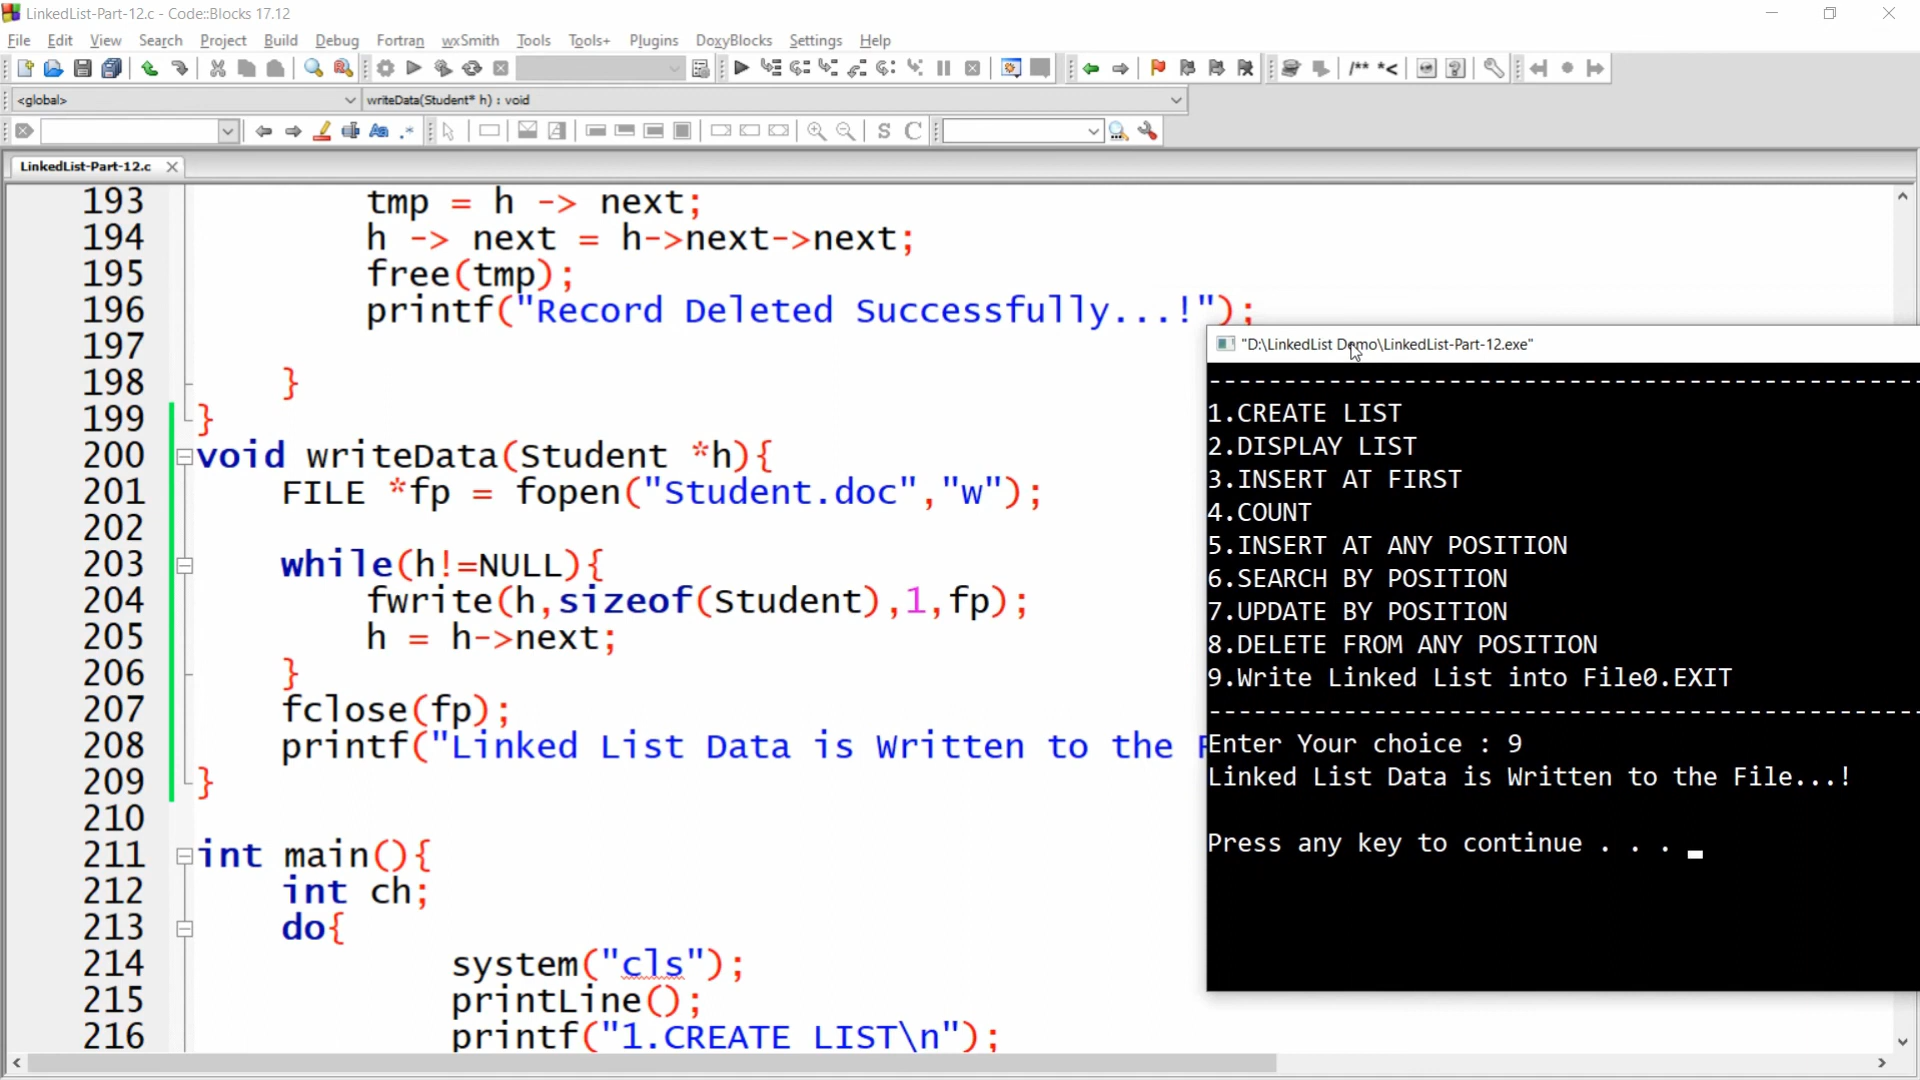 LinkedList-Part-12.c - Code::Blocks 17.12
File Edit View Search Project Build Debug Fortran wxSmith Tools Tools+ Plugins DoxyBlocks Settings Help
/** *<
<global>
writeData(Student* h) : void
Aa .*
S C
LinkedList-Part-12.c
193 tmp = h -> next;
194 h -> next = h->next->next;
195 free(tmp);
196 printf("Record Deleted Successfully...!");
197
198 }
199 }
200 void writeData(Student *h){
201 FILE *fp = fopen("Student.doc","w");
202
203 while(h!=NULL){
204 fwrite(h,sizeof(Student),1,fp);
205 h = h->next;
206 }
207 fclose(fp);
208 printf("Linked List Data is Written to the
209 }
210
211 int main(){
212 int ch;
213 do{
214 system("cls");
215 printLine();
216 printf("1.CREATE LIST\n");
"D:\LinkedList Demo\LinkedList-Part-12.exe"
------------------------------------------------
1.CREATE LIST
2.DISPLAY LIST
3.INSERT AT FIRST
4.COUNT
5.INSERT AT ANY POSITION
6.SEARCH BY POSITION
7.UPDATE BY POSITION
8.DELETE FROM ANY POSITION
9.Write Linked List into File0.EXIT
------------------------------------------------
Enter Your choice : 9
Linked List Data is Written to the File...!
Press any key to continue . . .